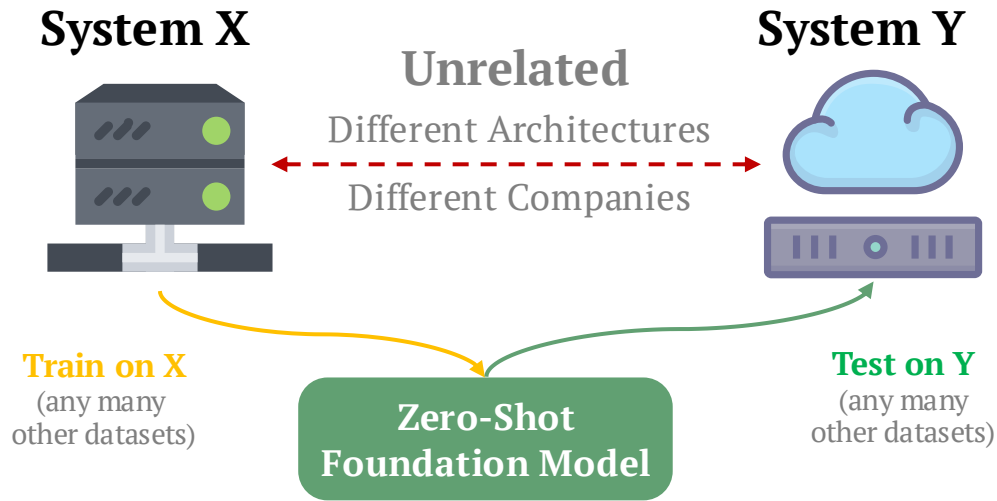 System X
System Y
Unrelated
Different Architectures
Different Companies
Train on X
(any many
other datasets)
Test on Y
(any many
other datasets)
Zero-Shot
Foundation Model